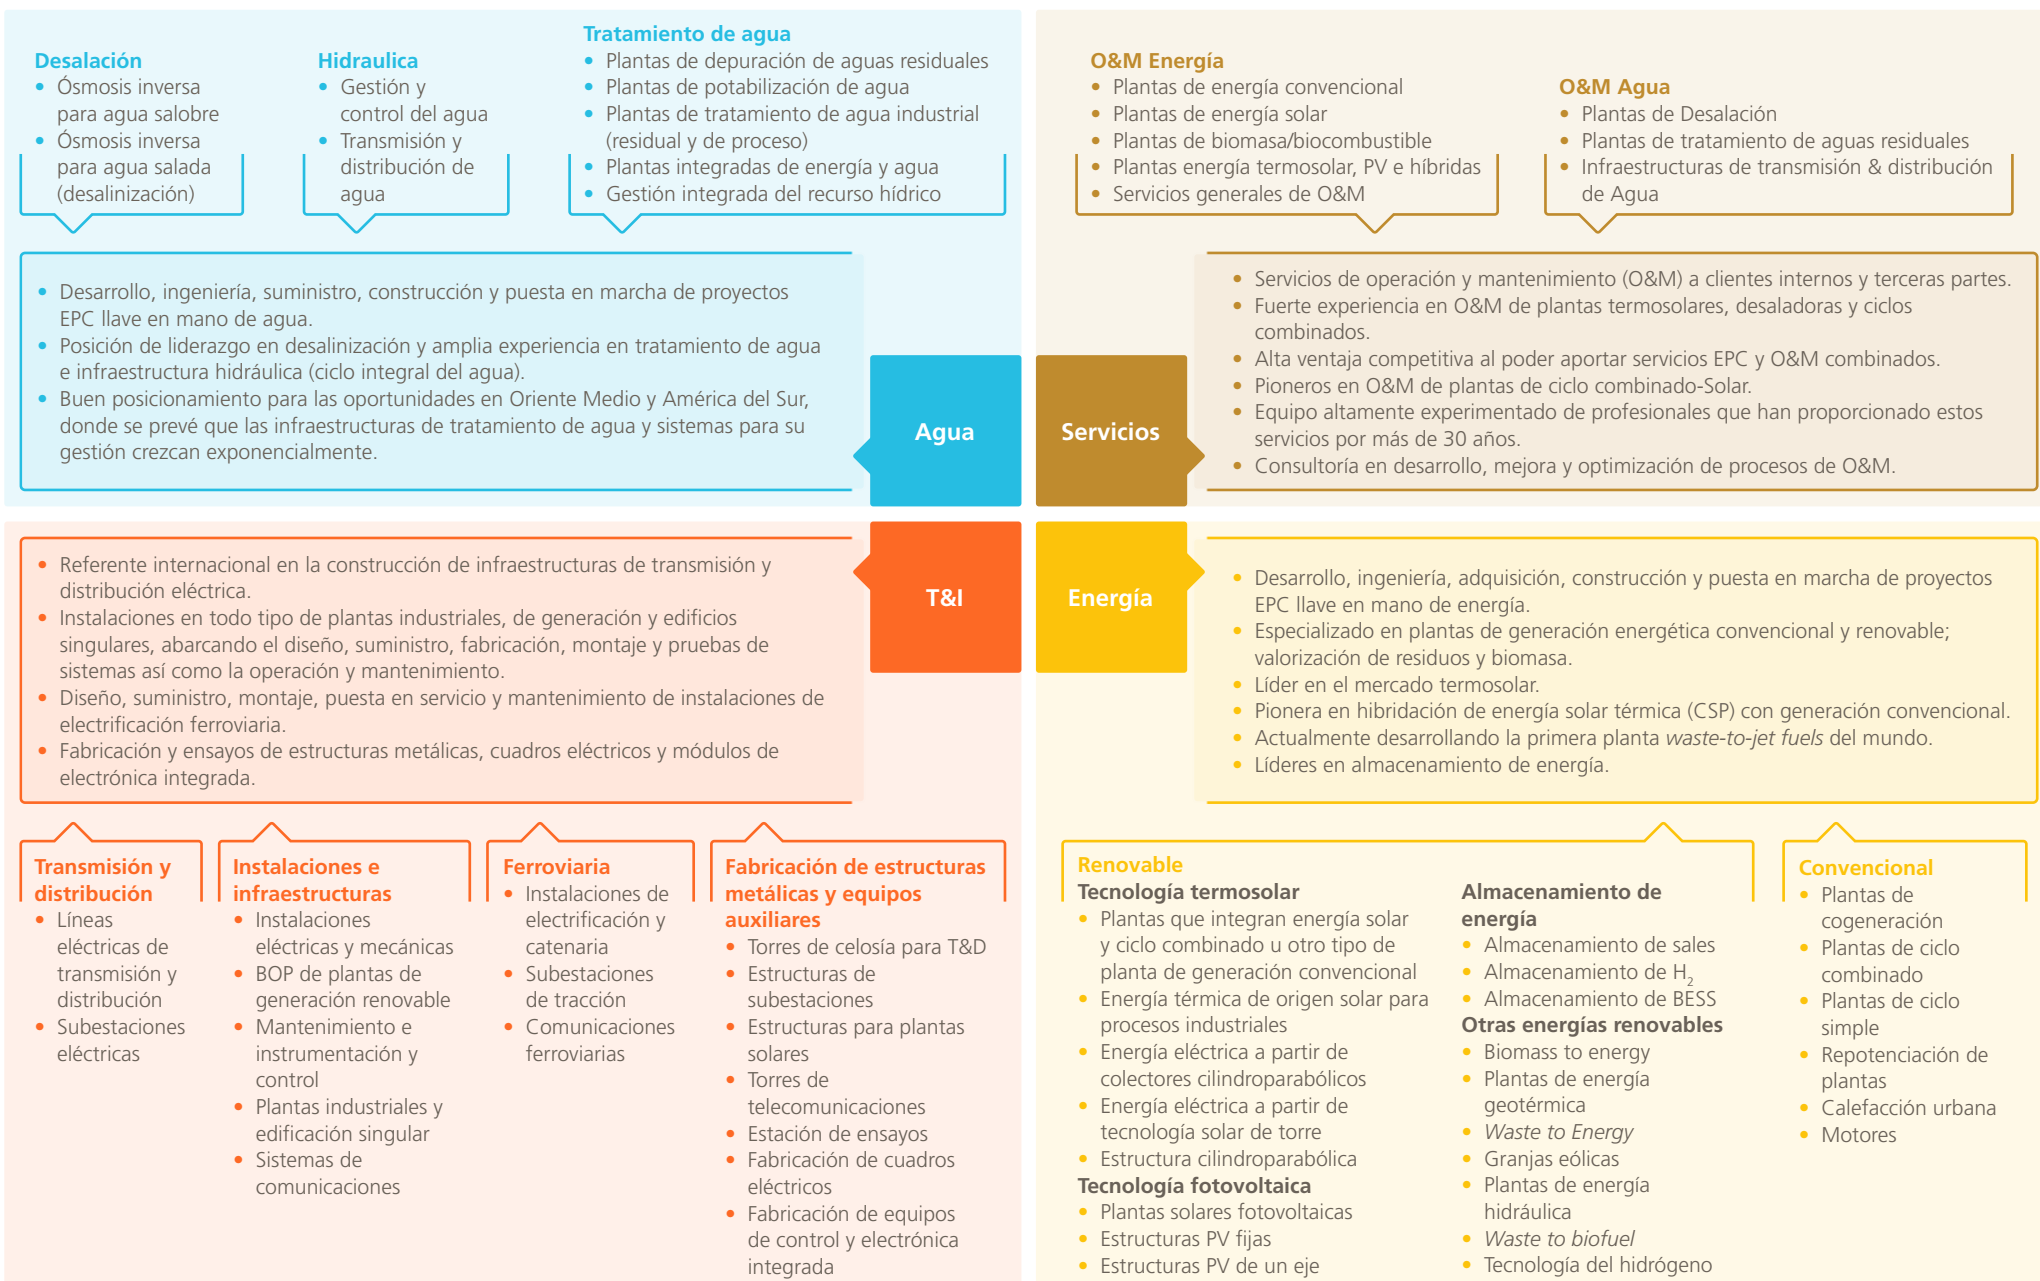 Desalación
• Ósmosis inversa
para agua salobre
• Ósmosis inversa
para agua salada
(desalinización)
Hidraulica
• Gestión y
control del agua
• Transmisión y
distribución de
agua
Tratamiento de agua
• Plantas de depuración de aguas residuales
• Plantas de potabilización de agua
• Plantas de tratamiento de agua industrial
(residual y de proceso)
• Plantas integradas de energía y agua
• Gestión integrada del recurso hídrico
• Desarrollo, ingeniería, suministro, construcción y puesta en marcha de proyectos
EPC llave en mano de agua.
• Posición de liderazgo en desalinización y amplia experiencia en tratamiento de agua
e infraestructura hidráulica (ciclo integral del agua).
• Buen posicionamiento para las oportunidades en Oriente Medio y América del Sur,
donde se prevé que las infraestructuras de tratamiento de agua y sistemas para su
gestión crezcan exponencialmente.
Agua
O&M Energía
• Plantas de energía convencional
• Plantas de energía solar
• Plantas de biomasa/biocombustible
• Plantas energía termosolar, PV e híbridas
• Servicios generales de O&M
O&M Agua
• Plantas de Desalación
• Plantas de tratamiento de aguas residuales
• Infraestructuras de transmisión & distribución
de Agua
Servicios
• Servicios de operación y mantenimiento (O&M) a clientes internos y terceras partes.
• Fuerte experiencia en O&M de plantas termosolares, desaladoras y ciclos
combinados.
• Alta ventaja competitiva al poder aportar servicios EPC y O&M combinados.
• Pioneros en O&M de plantas de ciclo combinado-Solar.
• Equipo altamente experimentado de profesionales que han proporcionado estos
servicios por más de 30 años.
• Consultoría en desarrollo, mejora y optimización de procesos de O&M.
• Referente internacional en la construcción de infraestructuras de transmisión y
distribución eléctrica.
• Instalaciones en todo tipo de plantas industriales, de generación y edificios
singulares, abarcando el diseño, suministro, fabricación, montaje y pruebas de
sistemas así como la operación y mantenimiento.
• Diseño, suministro, montaje, puesta en servicio y mantenimiento de instalaciones de
electrificación ferroviaria.
• Fabricación y ensayos de estructuras metálicas, cuadros eléctricos y módulos de
electrónica integrada.
T&I
Transmisión y
distribución
• Líneas
eléctricas de
transmisión y
distribución
• Subestaciones
eléctricas
Instalaciones e
infraestructuras
• Instalaciones
eléctricas y mecánicas
• BOP de plantas de
generación renovable
• Mantenimiento e
instrumentación y
control
• Plantas industriales y
edificación singular
• Sistemas de
comunicaciones
Ferroviaria
• Instalaciones de
electrificación y
catenaria
• Subestaciones
de tracción
• Comunicaciones
ferroviarias
Fabricación de estructuras
metálicas y equipos
auxiliares
• Torres de celosía para T&D
• Estructuras de
subestaciones
• Estructuras para plantas
solares
• Torres de
telecomunicaciones
• Estación de ensayos
• Fabricación de cuadros
eléctricos
• Fabricación de equipos
de control y electrónica
integrada
Energía
• Desarrollo, ingeniería, adquisición, construcción y puesta en marcha de proyectos
EPC llave en mano de energía.
• Especializado en plantas de generación energética convencional y renovable;
valorización de residuos y biomasa.
• Líder en el mercado termosolar.
• Pionera en hibridación de energía solar térmica (CSP) con generación convencional.
• Actualmente desarrollando la primera planta waste-to-jet fuels del mundo.
• Líderes en almacenamiento de energía.
Renovable
Tecnología termosolar
• Plantas que integran energía solar
y ciclo combinado u otro tipo de
planta de generación convencional
• Energía térmica de origen solar para
procesos industriales
• Energía eléctrica a partir de
colectores cilindroparabólicos
• Energía eléctrica a partir de
tecnología solar de torre
• Estructura cilindroparabólica
Tecnología fotovoltaica
• Plantas solares fotovoltaicas
• Estructuras PV fijas
• Estructuras PV de un eje
Almacenamiento de
energía
• Almacenamiento de sales
• Almacenamiento de H₂
• Almacenamiento de BESS
Otras energías renovables
• Biomass to energy
• Plantas de energía
geotérmica
• Waste to Energy
• Granjas eólicas
• Plantas de energía
hidráulica
• Waste to biofuel
• Tecnología del hidrógeno
Convencional
• Plantas de
cogeneración
• Plantas de ciclo
combinado
• Plantas de ciclo
simple
• Repotenciación de
plantas
• Calefacción urbana
• Motores